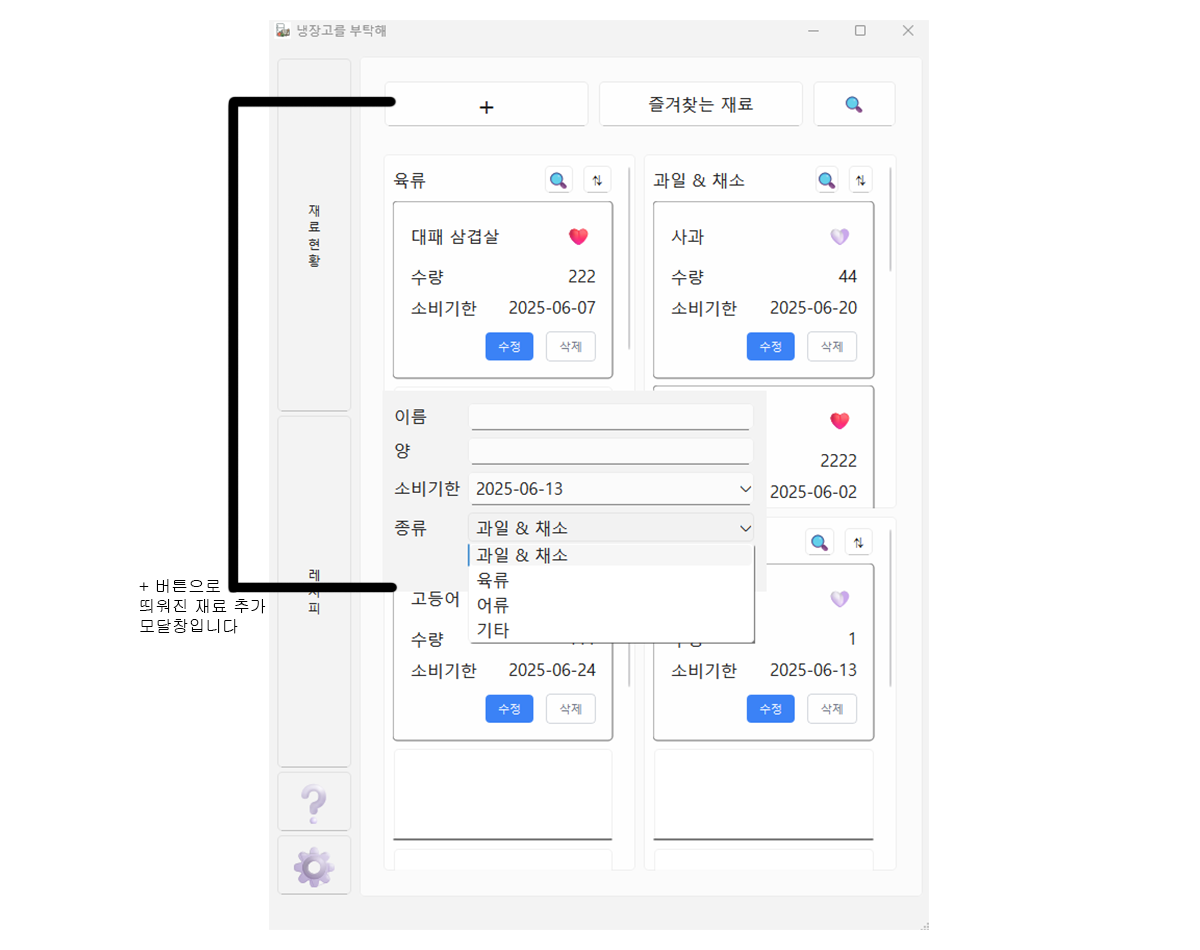 냉장고를 부탁해
+
즐겨찾는 재료
재료현황
레시피
육류
과일 & 채소
대패 삼겹살
수량 222
소비기한 2025-06-07
수정 삭제
사과
수량 44
소비기한 2025-06-20
수정 삭제
2222
2025-06-02
이름
양
소비기한 2025-06-13
종류 과일 & 채소
과일 & 채소
육류
어류
기타
고등어
수량
소비기한 2025-06-24
수정 삭제
1
소비기한 2025-06-13
수정 삭제
+ 버튼으로
띄워진 재료 추가
모달창입니다